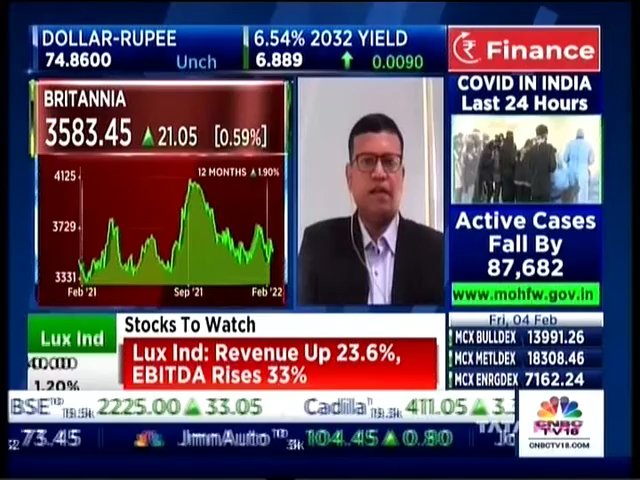 DOLLAR-RUPEE
74.8600 Unch
6.54% 2032 YIELD
6.889 0.0090
Finance
BRITANNIA
3583.45 21.05 [0.59%]
12 MONTHS 1.90%
4125
3729
3331
Feb '21 Sep '21 Feb '22
COVID IN INDIA
Last 24 Hours
Active Cases
Fall By
87,682
www.mohfw.gov.in
Fri, 04 Feb
MCX BULLDEX 13991.26
MCX METLDEX 18308.46
MCX ENRGDEX 7162.24
Lux Ind
1.20%
Stocks To Watch
Lux Ind: Revenue Up 23.6%,
EBITDA Rises 33%
BSE 2225.00 33.05 Cadilla 411.05 3.
73.45 JmmAuto 104.45 0.80
CNBC
TV18
CNBCTV18.COM